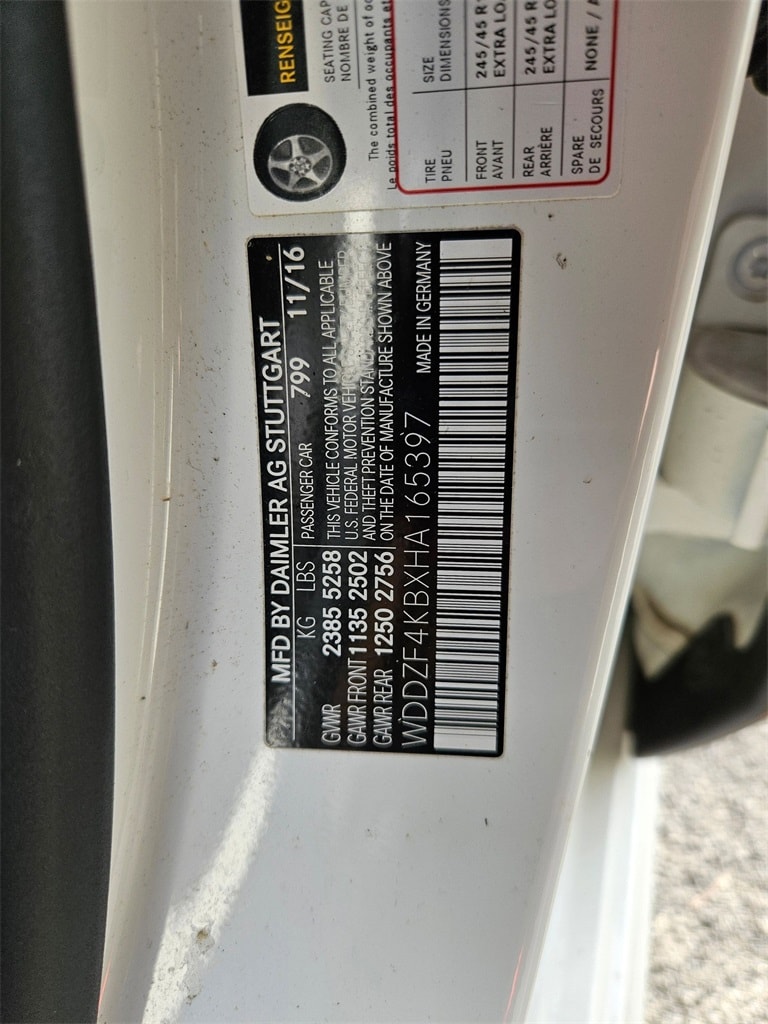 MFD BY DAIMLER AG STUTTGART
KG LBS PASSENGER CAR 799 11/16
GVWR 2385 5258
GAWR FRONT 1135 2502
GAWR REAR 1250 2756
THIS VEHICLE CONFORMS TO ALL APPLICABLE
U.S. FEDERAL MOTOR VEHICLE
AND THEFT PREVENTION
ON THE DATE OF MANUFACTURE SHOWN ABOVE
WDDZF4KBXHA165397 MADE IN GERMANY
RENSEIG
SEATING CAP
NOMBRE DE
The combined weight of oc
Le poids total des occupants et
TIRE SIZE
PNEU DIMENSIONS
FRONT 245/45 R1
AVANT EXTRA LOA
REAR 245/45 R
ARRIÈRE EXTRA LO
SPARE NONE / A
DE SECOURS